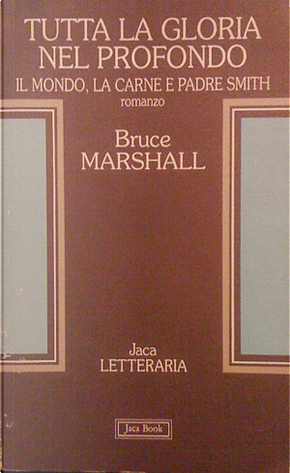 TUTTA LA GLORIA
NEL PROFONDO
IL MONDO, LA CARNE E PADRE SMITH
romanzo
Bruce
MARSHALL
Jaca
LETTERARIA
Jaca Book